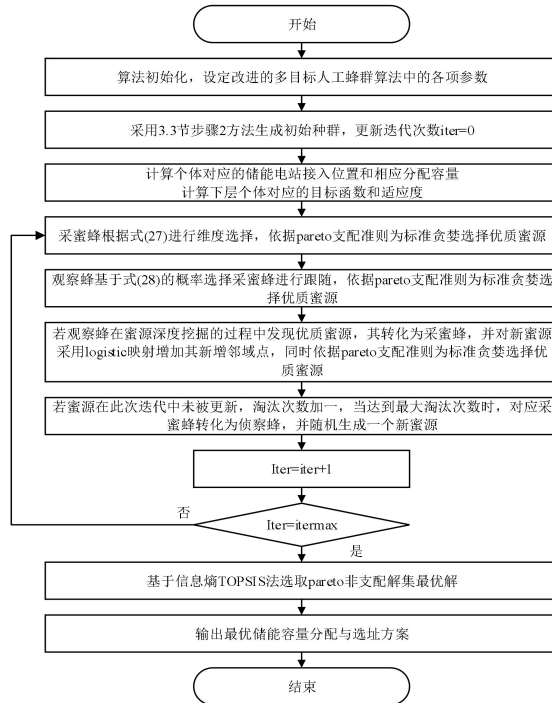 开始
算法初始化，设定改进的多目标人工蜂群算法中的各项参数
采用3.3节步骤2方法生成初始种群，更新迭代次数iter=0
计算个体对应的储能电站接入位置和相应分配容量
计算下层个体对应的目标函数和适应度
采蜜蜂根据式(27)进行维度选择，依据pareto支配准则为标准贪婪选择优质蜜源
观察蜂基于式(28)的概率选择采蜜蜂进行跟随，依据pareto支配准则为标准贪婪选
择优质蜜源
若观察蜂在蜜源深度挖掘的过程中发现优质蜜源，其转化为采蜜蜂，并对新蜜源
采用logistic映射增加其新增邻域点，同时依据pareto支配准则为标准贪婪选择优
质蜜源
若蜜源在此次迭代中未被更新，淘汰次数加一，当达到最大淘汰次数时，对应采
蜜蜂转化为侦察蜂，并随机生成一个新蜜源
Iter=iter+1
否
Iter=itermax
是
基于信息熵TOPSIS法选取pareto非支配解集最优解
输出最优储能容量分配与选址方案
结束